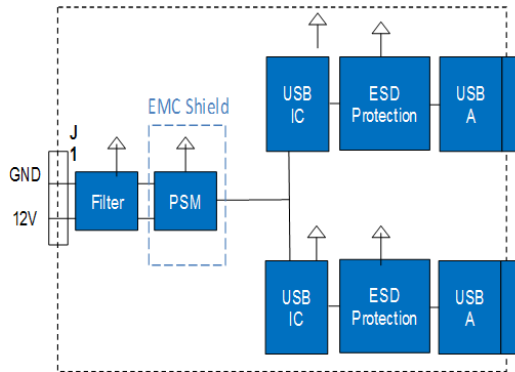 USB
IC
ESD
Protection
USB
A
EMC Shield
J
1
GND
12V
Filter
PSM
USB
IC
ESD
Protection
USB
A